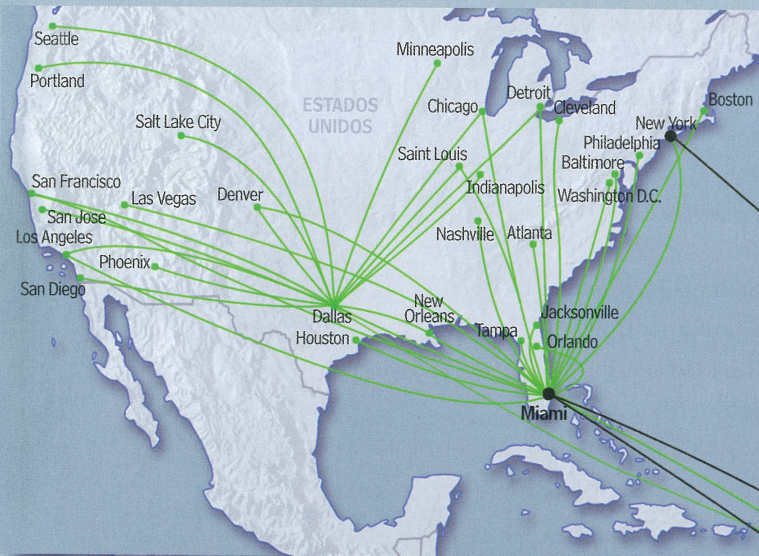 Seattle
Portland
Minneapolis
ESTADOS
UNIDOS
Chicago
Detroit
Cleveland
Boston
New York
Salt Lake City
Saint Louis
Philadelphia
Baltimore
San Francisco
Las Vegas
Denver
Indianapolis
Washington D.C.
San Jose
Los Angeles
Nashville
Atlanta
Phoenix
San Diego
Dallas
New
Orleans
Houston
Tampa
Jacksonville
Orlando
Miami